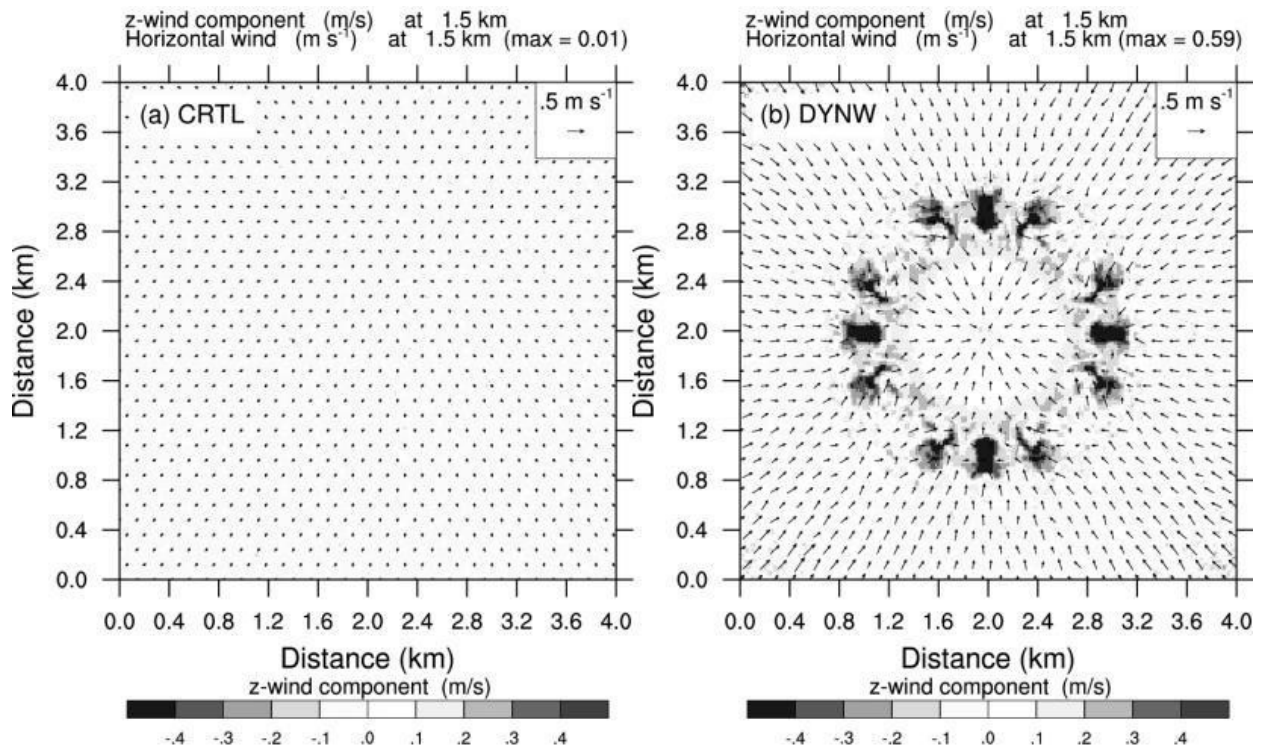 z-wind component (m/s) at 1.5 km
Horizontal wind (m s⁻¹) at 1.5 km (max = 0.01)
(a) CRTL
.5 m s⁻¹
4.0
3.6
3.2
2.8
2.4
2.0
1.6
1.2
0.8
0.4
0.0
Distance (km)
0.0 0.4 0.8 1.2 1.6 2.0 2.4 2.8 3.2 3.6 4.0
Distance (km)
z-wind component (m/s)
-.4 -.3 -.2 -.1 .0 .1 .2 .3 .4
z-wind component (m/s) at 1.5 km
Horizontal wind (m s⁻¹) at 1.5 km (max = 0.59)
(b) DYNW
.5 m s⁻¹
4.0
3.6
3.2
2.8
2.4
2.0
1.6
1.2
0.8
0.4
0.0
Distance (km)
0.0 0.4 0.8 1.2 1.6 2.0 2.4 2.8 3.2 3.6 4.0
Distance (km)
z-wind component (m/s)
-.4 -.3 -.2 -.1 .0 .1 .2 .3 .4